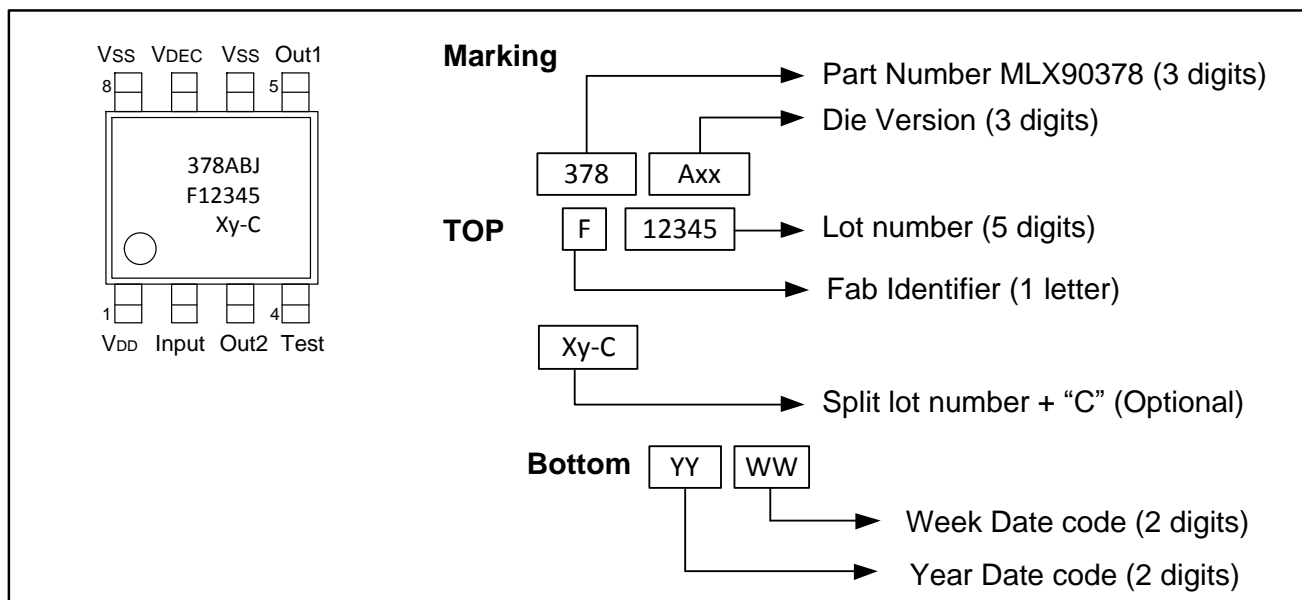 VSS VDEC VSS Out1
8 5
378ABJ
F12345
Xy-C
1 4
VDD Input Out2 Test
Marking
Part Number MLX90378 (3 digits)
Die Version (3 digits)
378 Axx
TOP F 12345 Lot number (5 digits)
Fab Identifier (1 letter)
Xy-C
Split lot number + “C” (Optional)
Bottom YY WW
Week Date code (2 digits)
Year Date code (2 digits)